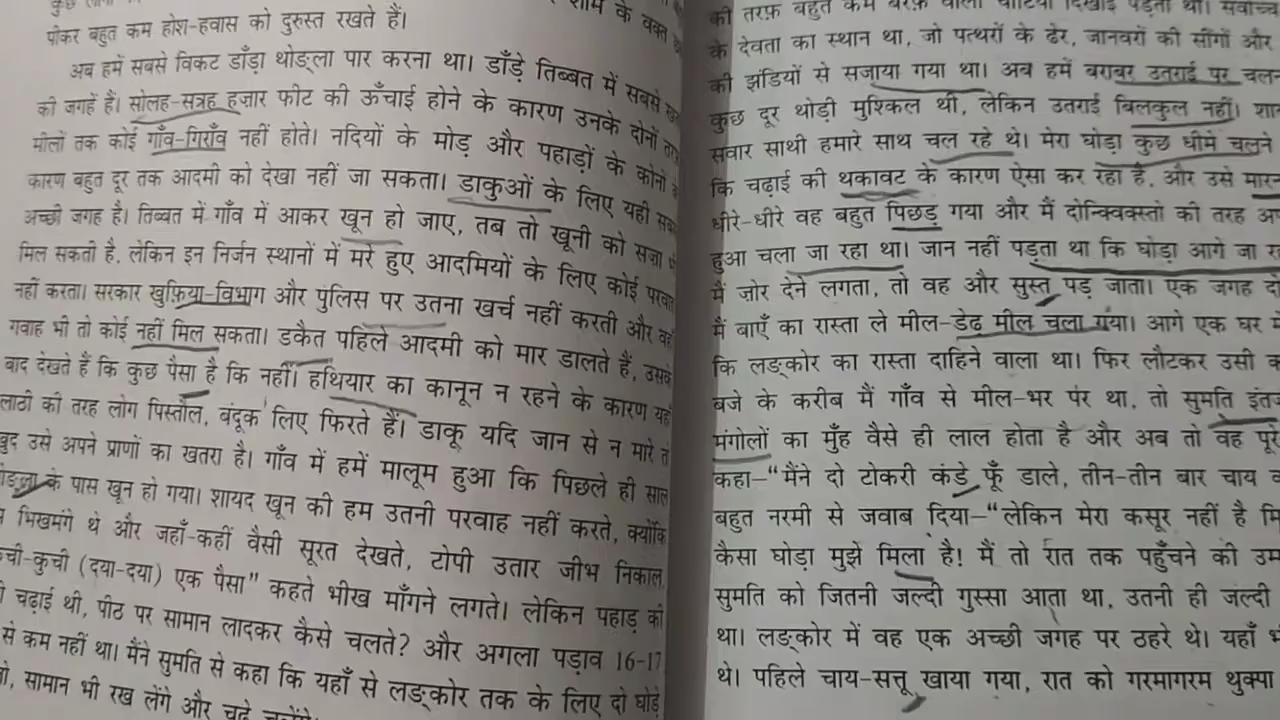 पीकर बहुत कम होश-हवास को दुरुस्त रखते हैं।
शाम के वक्त
अब हमें सबसे विकट डाँड़ा थोङ्ला पार करना था। डाँड़े तिब्बत में सबसे
की जगहें हैं। सोलह-सत्रह हज़ार फीट की ऊँचाई होने के कारण उनके दोनों
मीलों तक कोई गाँव-गिराँव नहीं होते। नदियों के मोड़ और पहाड़ों के कोनों
कारण बहुत दूर तक आदमी को देखा नहीं जा सकता। डाकुओं के लिए यही
अच्छी जगह है। तिब्बत में गाँव में आकर खून हो जाए, तब तो खूनी को सज़ा
मिल सकती है, लेकिन इन निर्जन स्थानों में मरे हुए आदमियों के लिए कोई
नहीं करता। सरकार खुफ़िया-विभाग और पुलिस पर उतना खर्च नहीं करती और
गवाह भी तो कोई नहीं मिल सकता। डकैत पहिले आदमी को मार डालते हैं, उसके
बाद देखते हैं कि कुछ पैसा है कि नहीं। हथियार का कानून न रहने के कारण यहाँ
लाठी की तरह लोग पिस्तौल, बंदूक लिए फिरते हैं। डाकू यदि जान से न मारे
उसे अपने प्राणों का खतरा है। गाँव में हमें मालूम हुआ कि पिछले ही साल
के पास खून हो गया। शायद खून की हम उतनी परवाह नहीं करते, क्योंकि
भिखमंगे थे और जहाँ-कहीं वैसी सूरत देखते, टोपी उतार जीभ निकाल,
कुची (दया-दया) एक पैसा" कहते भीख माँगने लगते। लेकिन पहाड़ की
चढ़ाई थी, पीठ पर सामान लादकर कैसे चलते? और अगला पड़ाव 16-17
से कम नहीं था। मैंने सुमति से कहा कि यहाँ से लङ्कोर तक के लिए दो घोड़े
सामान भी रख लेंगे और चढ़े चलेंगे।
की तरफ़ बहुत कम बरफ़ वाली चोटियाँ दिखाई पड़ती थीं।
के देवता का स्थान था, जो पत्थरों के ढेर, जानवरों की सींगों और
की झंडियों से सजाया गया था। अब हमें बराबर उतराई पर
कुछ दूर थोड़ी मुश्किल थी, लेकिन उतराई बिलकुल नहीं।
सवार साथी हमारे साथ चल रहे थे। मेरा घोड़ा कुछ धीमे चलने
कि चढ़ाई की थकावट के कारण ऐसा कर रहा है, और उसे
धीरे-धीरे वह बहुत पिछड़ गया और मैं दोन्क्विक्स्तो की तरह
हुआ चला जा रहा था। जान नहीं पड़ता था कि घोड़ा आगे जा
मैं जोर देने लगता, तो वह और सुस्त पड़ जाता। एक जगह
मैं बाएँ का रास्ता ले मील-डेढ़ मील चला गया। आगे एक घर
कि लङ्कोर का रास्ता दाहिने वाला था। फिर लौटकर उसी
बजे के करीब मैं गाँव से मील-भर पर था, तो सुमति
मंगोलों का मुँह वैसे ही लाल होता है और अब तो वह
कहा–"मैंने दो टोकरी कंडे फूँ डाले, तीन-तीन बार चाय
बहुत नरमी से जवाब दिया–"लेकिन मेरा कसूर नहीं है
कैसा घोड़ा मुझे मिला है! मैं तो रात तक पहुँचने की
सुमति को जितनी जल्दी गुस्सा आता था, उतनी ही जल्दी
था। लङ्कोर में वह एक अच्छी जगह पर ठहरे थे। यहाँ
थे। पहिले चाय-सत्तू खाया गया, रात को गरमागरम थुक्पा